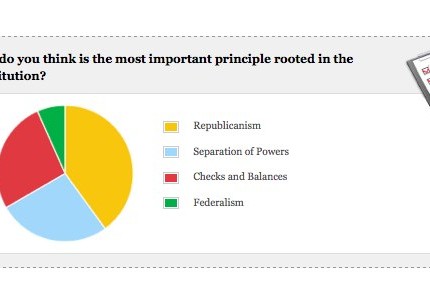 do you think is the most important principle rooted in the
itution?
Republicanism
Separation of Powers
Checks and Balances
Federalism